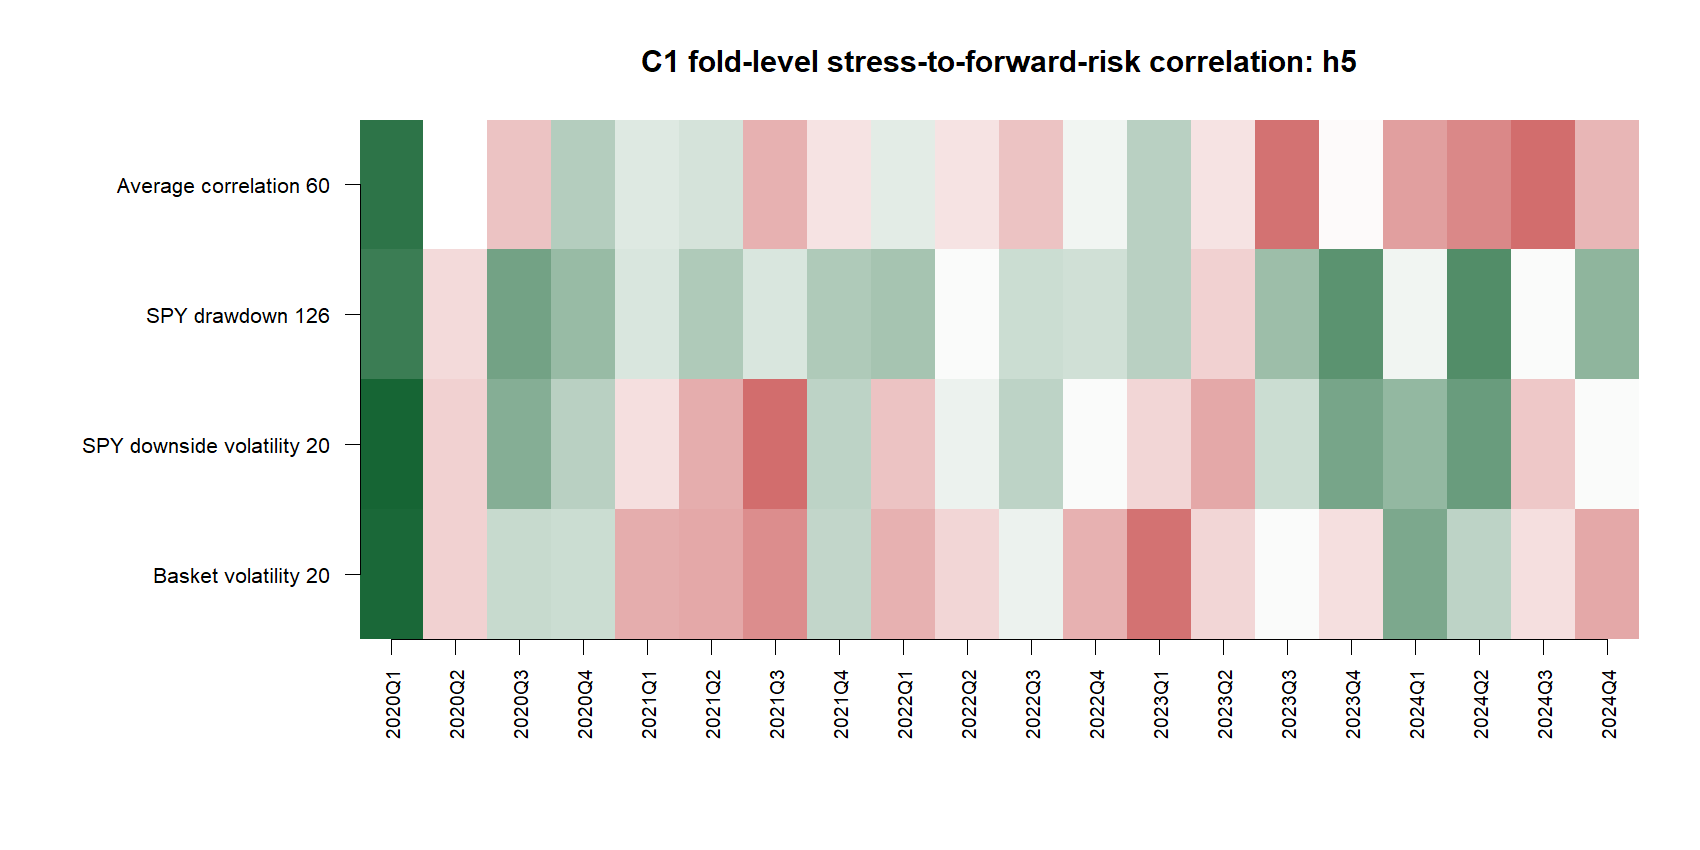 C1 fold-level stress-to-forward-risk correlation: h5
Average correlation 60
SPY drawdown 126
SPY downside volatility 20
Basket volatility 20
2020Q1
2020Q2
2020Q3
2020Q4
2021Q1
2021Q2
2021Q3
2021Q4
2022Q1
2022Q2
2022Q3
2022Q4
2023Q1
2023Q2
2023Q3
2023Q4
2024Q1
2024Q2
2024Q3
2024Q4